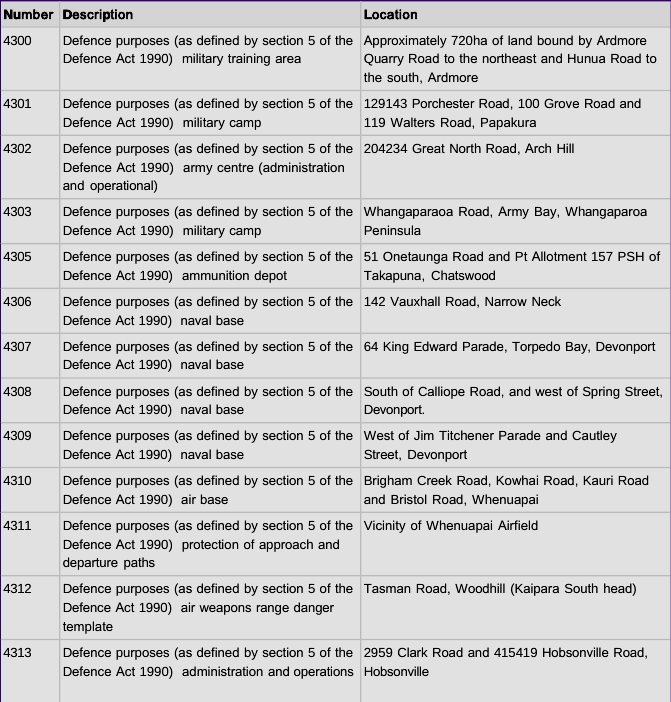 Number Description Location
4300 Defence purposes (as defined by section 5 of the Approximately 720ha of land bound by Ardmore
Defence Act 1990) military training area Quarry Road to the northeast and Hunua Road to
the south, Ardmore
4301 Defence purposes (as defined by section 5 of the 129143 Porchester Road, 100 Grove Road and
Defence Act 1990) military camp 119 Walters Road, Papakura
4302 Defence purposes (as defined by section 5 of the 204234 Great North Road, Arch Hill
Defence Act 1990) army centre (administration
and operational)
4303 Defence purposes (as defined by section 5 of the Whangaparaoa Road, Army Bay, Whangaparoa
Defence Act 1990) military camp Peninsula
4305 Defence purposes (as defined by section 5 of the 51 Onetaunga Road and Pt Allotment 157 PSH of
Defence Act 1990) ammunition depot Takapuna, Chatswood
4306 Defence purposes (as defined by section 5 of the 142 Vauxhall Road, Narrow Neck
Defence Act 1990) naval base
4307 Defence purposes (as defined by section 5 of the 64 King Edward Parade, Torpedo Bay, Devonport
Defence Act 1990) naval base
4308 Defence purposes (as defined by section 5 of the South of Calliope Road, and west of Spring Street,
Defence Act 1990) naval base Devonport.
4309 Defence purposes (as defined by section 5 of the West of Jim Titchener Parade and Cautley
Defence Act 1990) naval base Street, Devonport
4310 Defence purposes (as defined by section 5 of the Brigham Creek Road, Kowhai Road, Kauri Road
Defence Act 1990) air base and Bristol Road, Whenuapai
4311 Defence purposes (as defined by section 5 of the Vicinity of Whenuapai Airfield
Defence Act 1990) protection of approach and
departure paths
4312 Defence purposes (as defined by section 5 of the Tasman Road, Woodhill (Kaipara South head)
Defence Act 1990) air weapons range danger
template
4313 Defence purposes (as defined by section 5 of the 2959 Clark Road and 415419 Hobsonville Road,
Defence Act 1990) administration and operations Hobsonville